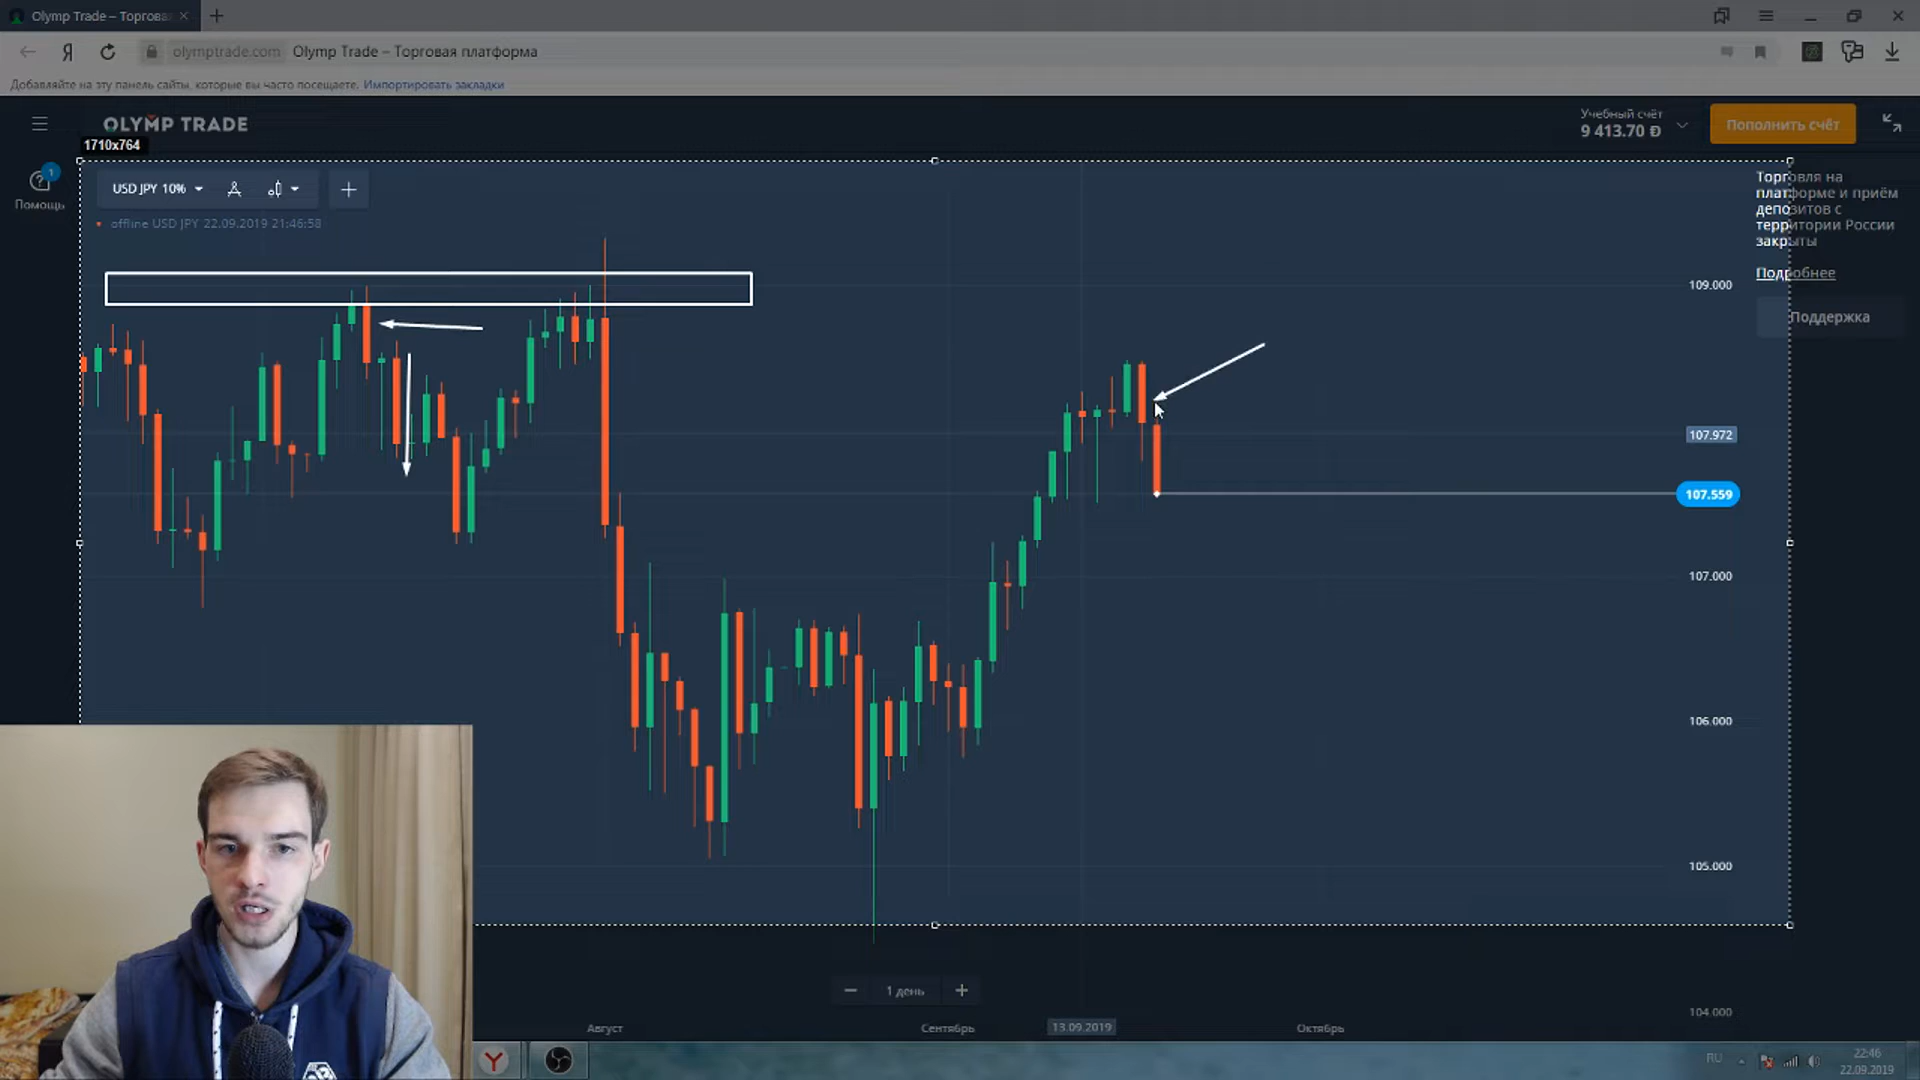 Olymp Trade – Торгова
olymptrade.com Olymp Trade – Торговая платформа
Добавляйте на эту панель сайты, которые вы часто посещаете. Импортировать закладки
OLYMP TRADE
Учебный счёт
9 413.70 Đ
Пополнить счёт
1710x764
1
Помощь
USD JPY 10%
offline USD JPY 22.09.2019 21:46:58
Торговля на
платформе и приём
депозитов с
территории России
закрыты
Подробнее
Поддержка
109.000
107.972
107.559
107.000
106.000
105.000
104.000
1 день
Август
Сентябрь
13.09.2019
Октябрь
RU
22:46
22.09.2019